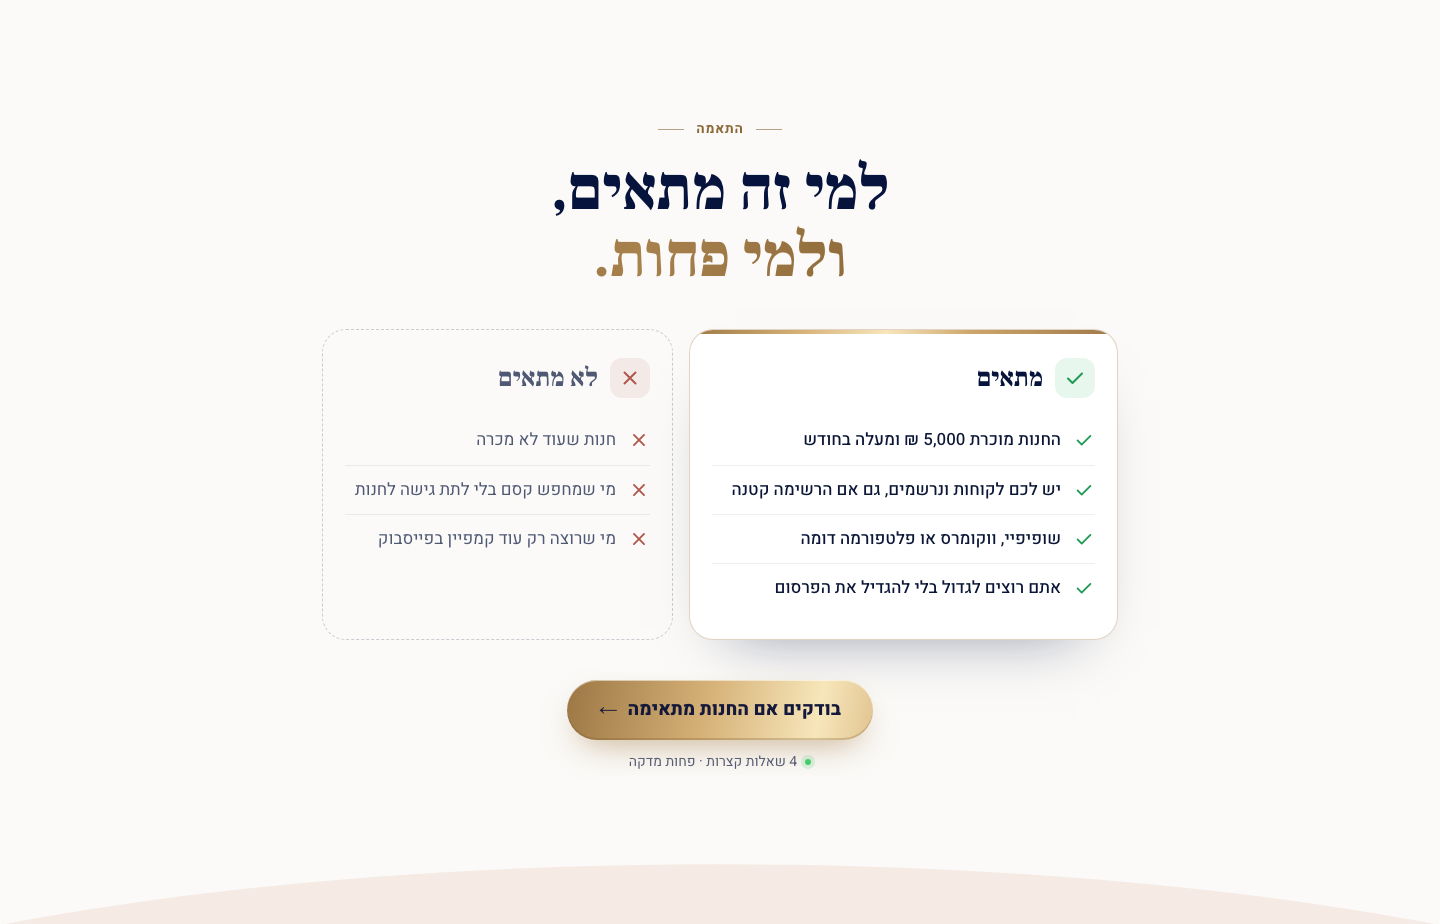 התאמה
למי זה מתאים,
ולמי פחות.
מתאים
החנות מוכרת 5,000 ₪ ומעלה בחודש
יש לכם לקוחות ונרשמים, גם אם הרשימה קטנה
שופיפיי, ווקומרס או פלטפורמה דומה
אתם רוצים לגדול בלי להגדיל את הפרסום
לא מתאים
חנות שעוד לא מכרה
מי שמחפש קסם בלי לתת גישה לחנות
מי שרוצה רק עוד קמפיין בפייסבוק
בודקים אם החנות מתאימה ←
4 שאלות קצרות · פחות מדקה